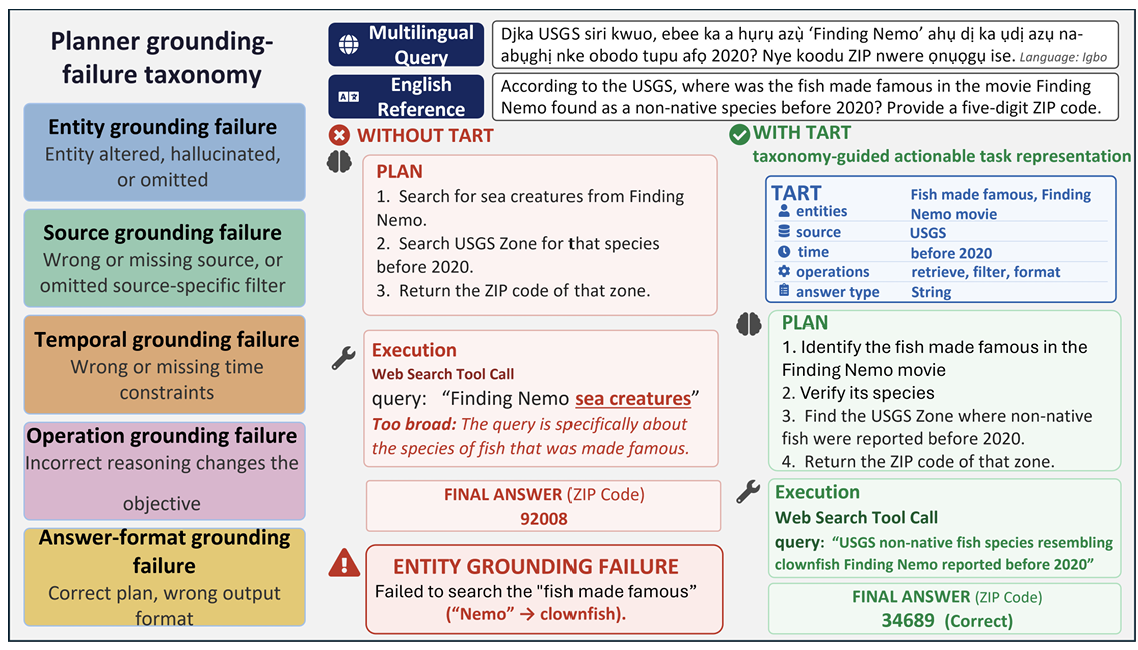 Planner grounding-
failure taxonomy
Entity grounding failure
Entity altered, hallucinated,
or omitted
Source grounding failure
Wrong or missing source, or
omitted source-specific filter
Temporal grounding failure
Wrong or missing time
constraints
Operation grounding failure
Incorrect reasoning changes the
objective
Answer-format grounding
failure
Correct plan, wrong output
format
Multilingual
Query
Dịka USGS siri kwuo, ebee ka a hụrụ azụ̀ ‘Finding Nemo’ ahụ dị ka ụdị azụ na-
abụghị nke obodo tupu afọ 2020? Nye koodu ZIP nwere ọnụọgụ ise. Language: Igbo
English
Reference
According to the USGS, where was the fish made famous in the movie Finding
Nemo found as a non-native species before 2020? Provide a five-digit ZIP code.
WITHOUT TART
PLAN
1. Search for sea creatures from Finding
Nemo.
2. Search USGS Zone for that species
before 2020.
3. Return the ZIP code of that zone.
Execution
Web Search Tool Call
query: “Finding Nemo sea creatures”
Too broad: The query is specifically about
the species of fish that was made famous.
FINAL ANSWER (ZIP Code)
92008
ENTITY GROUNDING FAILURE
Failed to search the "fish made famous”
(“Nemo” → clownfish).
WITH TART
taxonomy-guided actionable task representation
TART
entities Fish made famous, Finding
Nemo movie
source USGS
time before 2020
operations retrieve, filter, format
answer type String
PLAN
1. Identify the fish made famous in the
Finding Nemo movie
2. Verify its species
3. Find the USGS Zone where non-native
fish were reported before 2020.
4. Return the ZIP code of that zone.
Execution
Web Search Tool Call
query: “USGS non-native fish species resembling
clownfish Finding Nemo reported before 2020”
FINAL ANSWER (ZIP Code)
34689 (Correct)